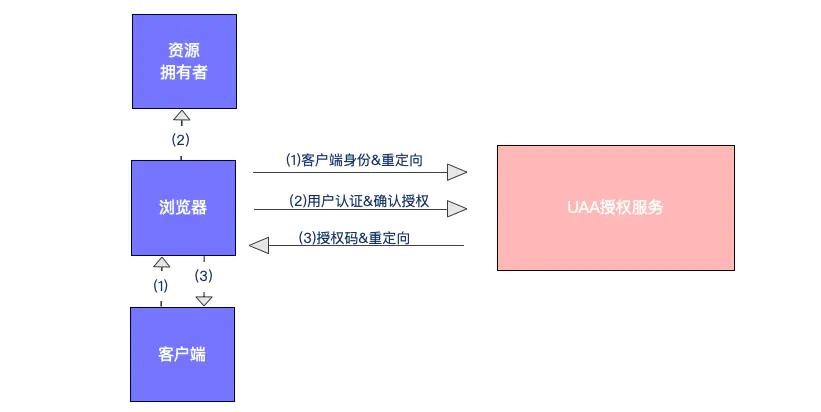 资源
拥有者
(2)
(1)客户端身份&重定向
浏览器
(2)用户认证&确认授权
UAA授权服务
(3)授权码&重定向
(1)
(3)
客户端